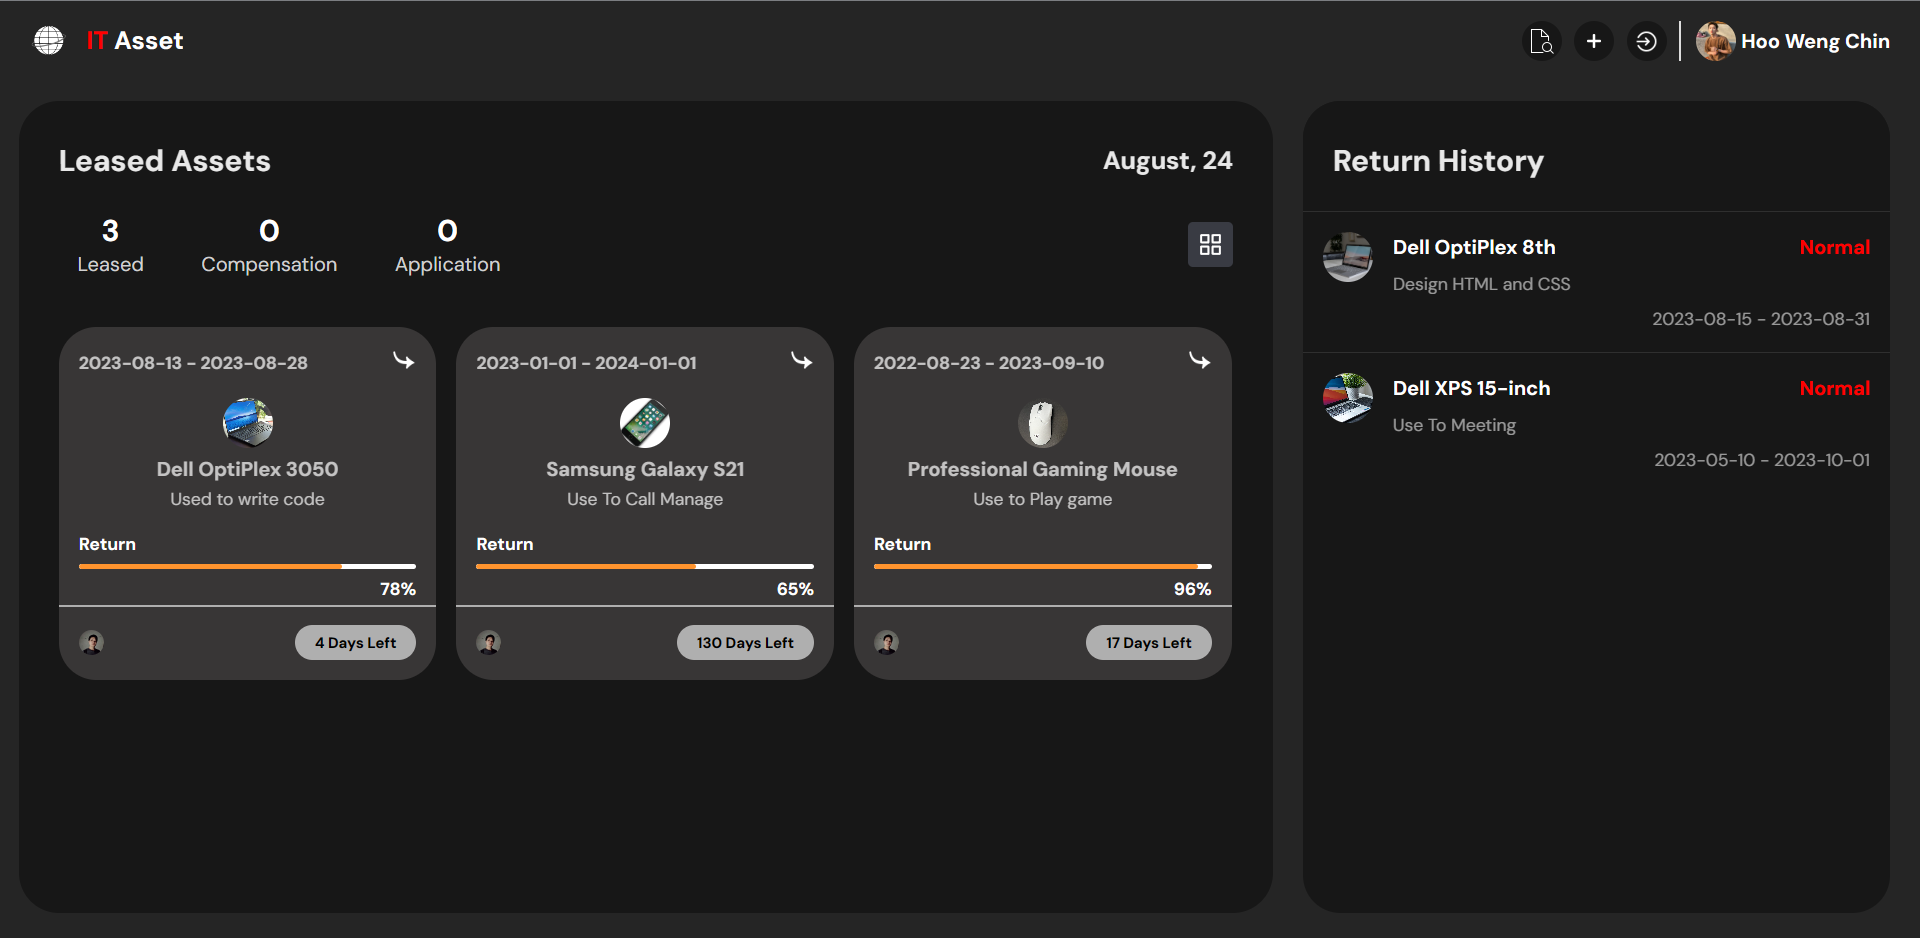 IT Asset
Hoo Weng Chin
Leased Assets
August, 24
3
Leased
0
Compensation
0
Application
2023-08-13 - 2023-08-28
Dell OptiPlex 3050
Used to write code
Return
78%
4 Days Left
2023-01-01 - 2024-01-01
Samsung Galaxy S21
Use To Call Manage
Return
65%
130 Days Left
2022-08-23 - 2023-09-10
Professional Gaming Mouse
Use to Play game
Return
96%
17 Days Left
Return History
Dell OptiPlex 8th
Normal
Design HTML and CSS
2023-08-15 - 2023-08-31
Dell XPS 15-inch
Normal
Use To Meeting
2023-05-10 - 2023-10-01